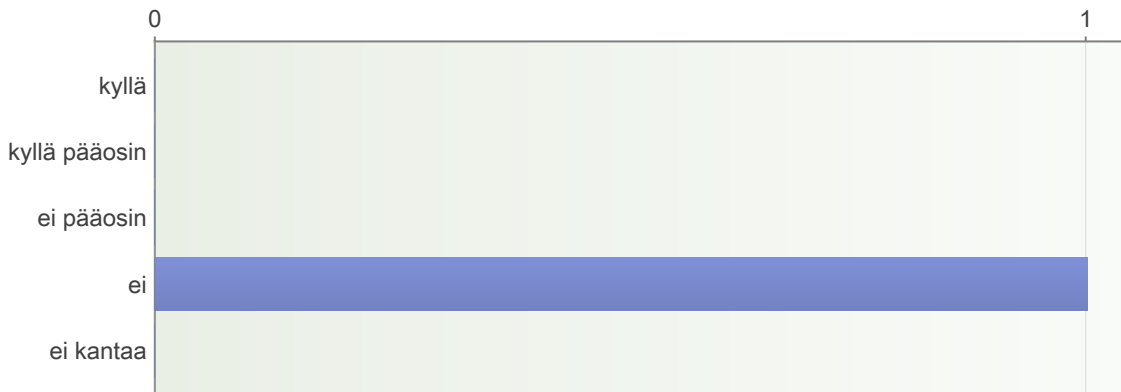 0 1
kyllä
kyllä pääosin
ei pääosin
ei
ei kantaa